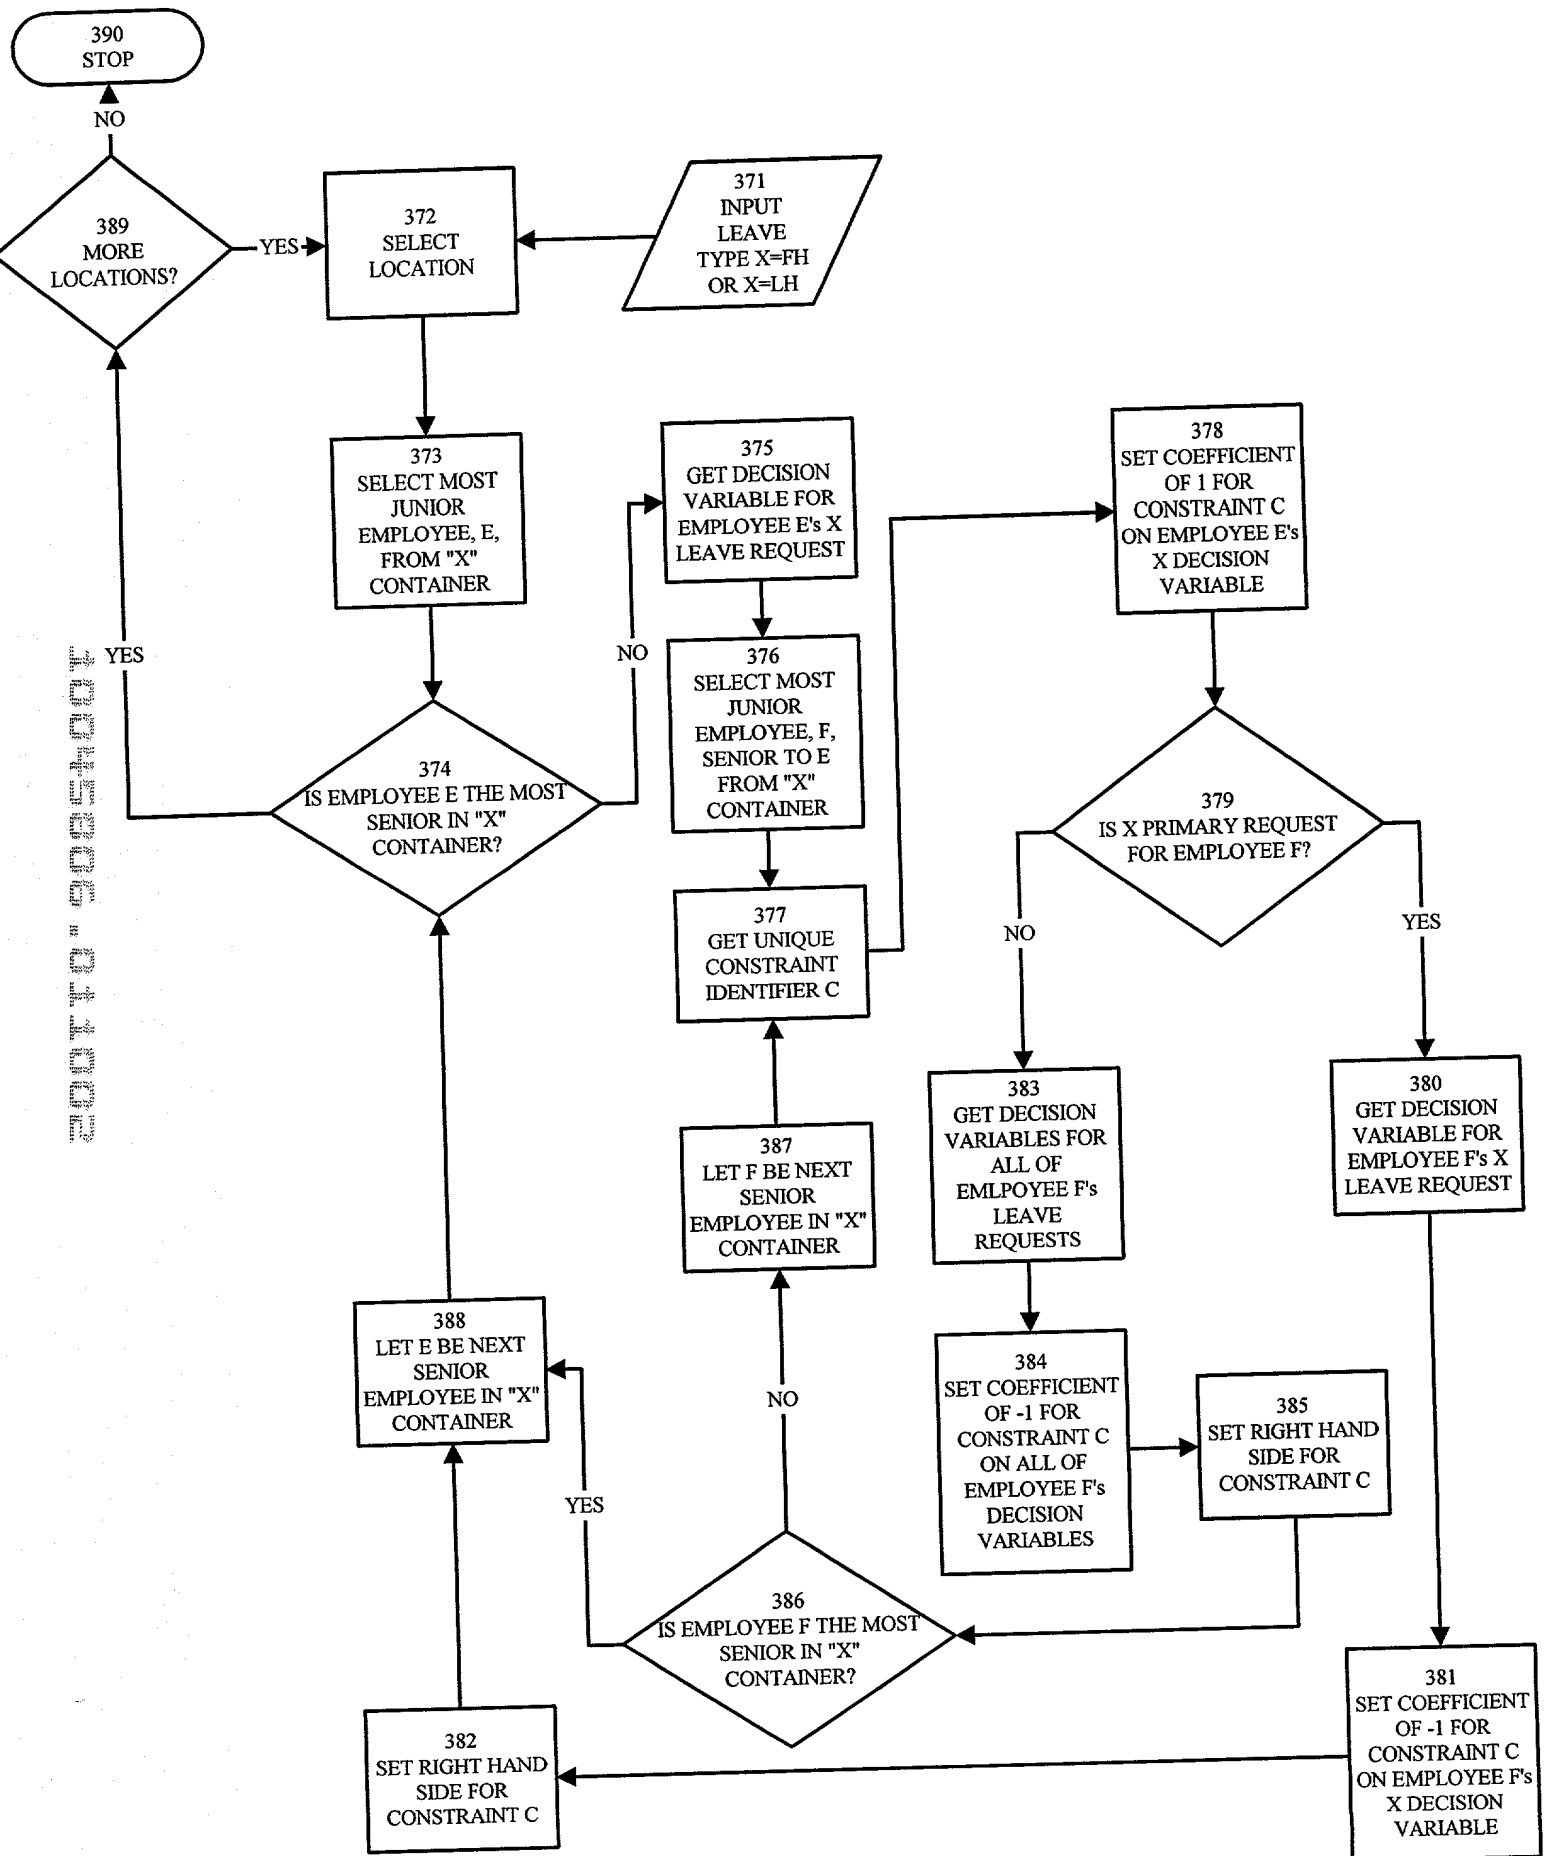 390
STOP
NO
389
MORE
LOCATIONS?
YES
372
SELECT
LOCATION
371
INPUT
LEAVE
TYPE X=FH
OR X=LH
373
SELECT MOST
JUNIOR
EMPLOYEE, E,
FROM "X"
CONTAINER
YES
374
IS EMPLOYEE E THE MOST
SENIOR IN "X"
CONTAINER?
NO
375
GET DECISION
VARIABLE FOR
EMPLOYEE E's X
LEAVE REQUEST
376
SELECT MOST
JUNIOR
EMPLOYEE, F,
SENIOR TO E
FROM "X"
CONTAINER
377
GET UNIQUE
CONSTRAINT
IDENTIFIER C
378
SET COEFFICIENT
OF 1 FOR
CONSTRAINT C
ON EMPLOYEE E's
X DECISION
VARIABLE
379
IS X PRIMARY REQUEST
FOR EMPLOYEE F?
NO
YES
383
GET DECISION
VARIABLES FOR
ALL OF
EMLPOYEE F's
LEAVE
REQUESTS
380
GET DECISION
VARIABLE FOR
EMPLOYEE F's X
LEAVE REQUEST
387
LET F BE NEXT
SENIOR
EMPLOYEE IN "X"
CONTAINER
388
LET E BE NEXT
SENIOR
EMPLOYEE IN "X"
CONTAINER
NO
384
SET COEFFICIENT
OF -1 FOR
CONSTRAINT C
ON ALL OF
EMPLOYEE F's
DECISION
VARIABLES
385
SET RIGHT HAND
SIDE FOR
CONSTRAINT C
YES
386
IS EMPLOYEE F THE MOST
SENIOR IN "X"
CONTAINER?
382
SET RIGHT HAND
SIDE FOR
CONSTRAINT C
381
SET COEFFICIENT
OF -1 FOR
CONSTRAINT C
ON EMPLOYEE F's
X DECISION
VARIABLE